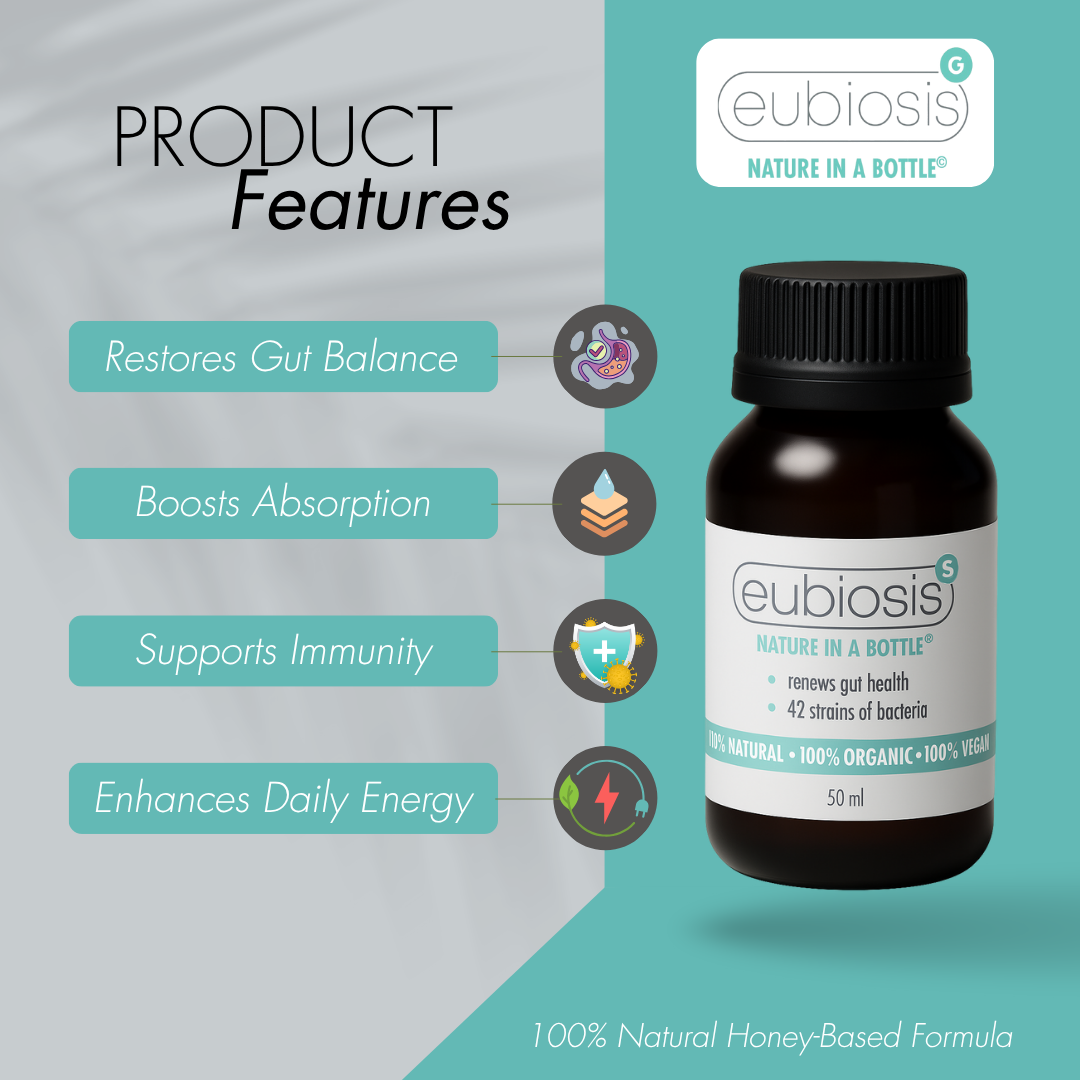 PRODUCT
Features
Restores Gut Balance
Boosts Absorption
Supports Immunity
Enhances Daily Energy
eubiosis G
NATURE IN A BOTTLE©
eubiosis S
NATURE IN A BOTTLE®
• renews gut health
• 42 strains of bacteria
110% NATURAL • 100% ORGANIC • 100% VEGAN
50 ml
100% Natural Honey-Based Formula